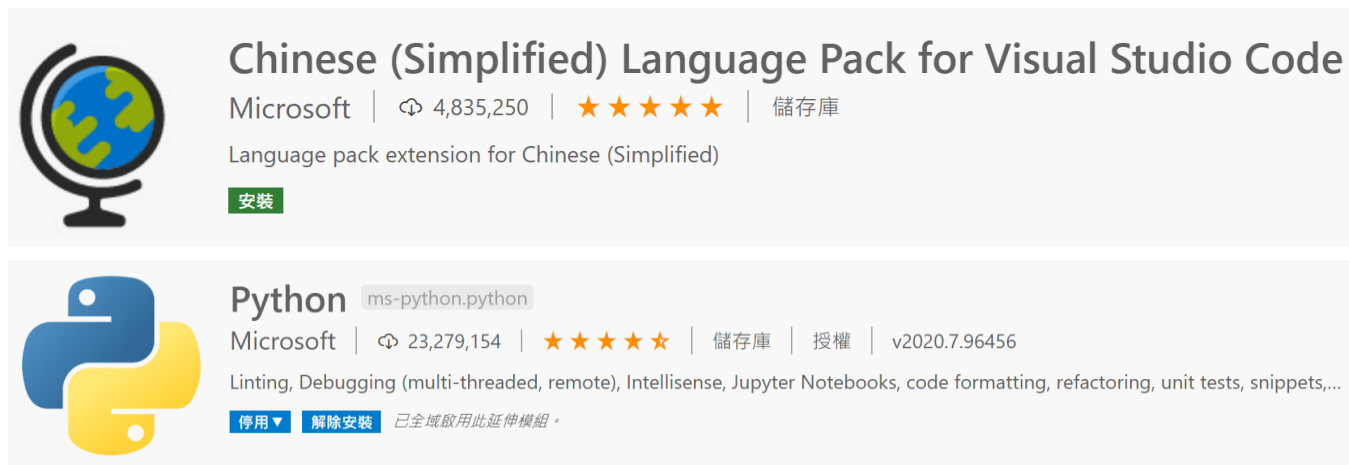 Chinese (Simplified) Language Pack for Visual Studio Code
Microsoft 4,835,250 儲存庫
Language pack extension for Chinese (Simplified)
安裝
Python ms-python.python
Microsoft 23,279,154 儲存庫 授權 v2020.7.96456
Linting, Debugging (multi-threaded, remote), Intellisense, Jupyter Notebooks, code formatting, refactoring, unit tests, snippets,...
停用 解除安裝 已全域啟用此延伸模組。